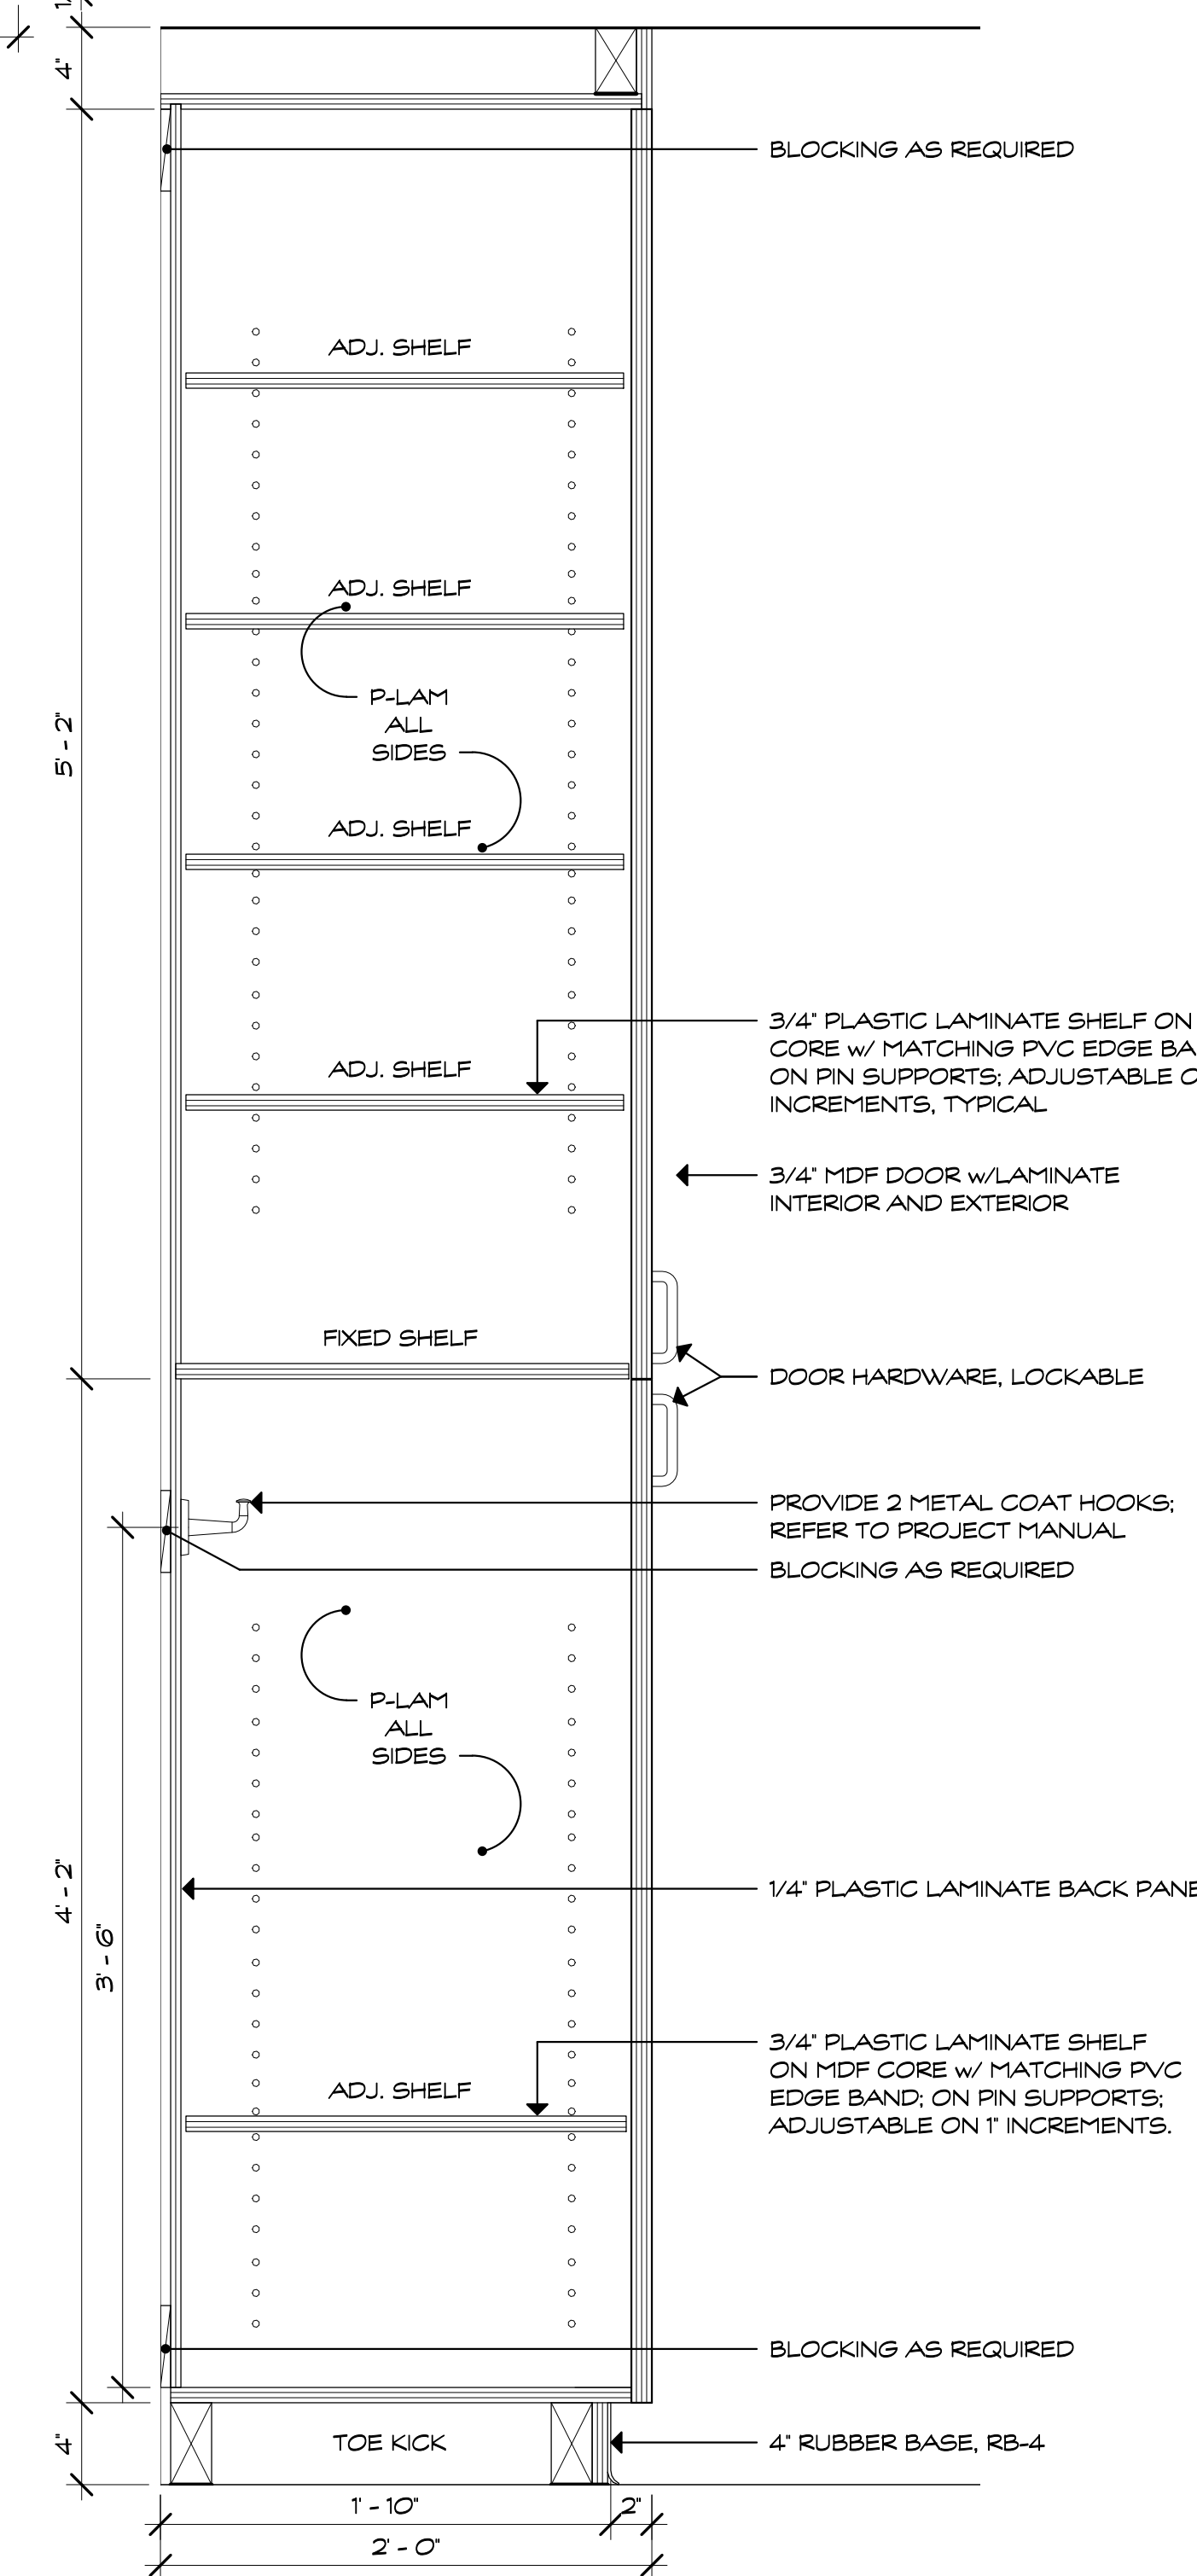 4"
BLOCKING AS REQUIRED
ADJ. SHELF
ADJ. SHELF
P-LAM
ALL
SIDES
5' - 2"
ADJ. SHELF
3/4" PLASTIC LAMINATE SHELF ON
CORE w/ MATCHING PVC EDGE BA
ON PIN SUPPORTS; ADJUSTABLE O
INCREMENTS, TYPICAL
ADJ. SHELF
3/4" MDF DOOR w/LAMINATE
INTERIOR AND EXTERIOR
FIXED SHELF
DOOR HARDWARE, LOCKABLE
PROVIDE 2 METAL COAT HOOKS;
REFER TO PROJECT MANUAL
BLOCKING AS REQUIRED
P-LAM
ALL
SIDES
4' - 2"
1/4" PLASTIC LAMINATE BACK PANE
3' - 6"
3/4" PLASTIC LAMINATE SHELF
ON MDF CORE w/ MATCHING PVC
EDGE BAND; ON PIN SUPPORTS;
ADJUSTABLE ON 1" INCREMENTS.
ADJ. SHELF
BLOCKING AS REQUIRED
4"
TOE KICK
4" RUBBER BASE, RB-4
1' - 10"
2"
2' - 0"